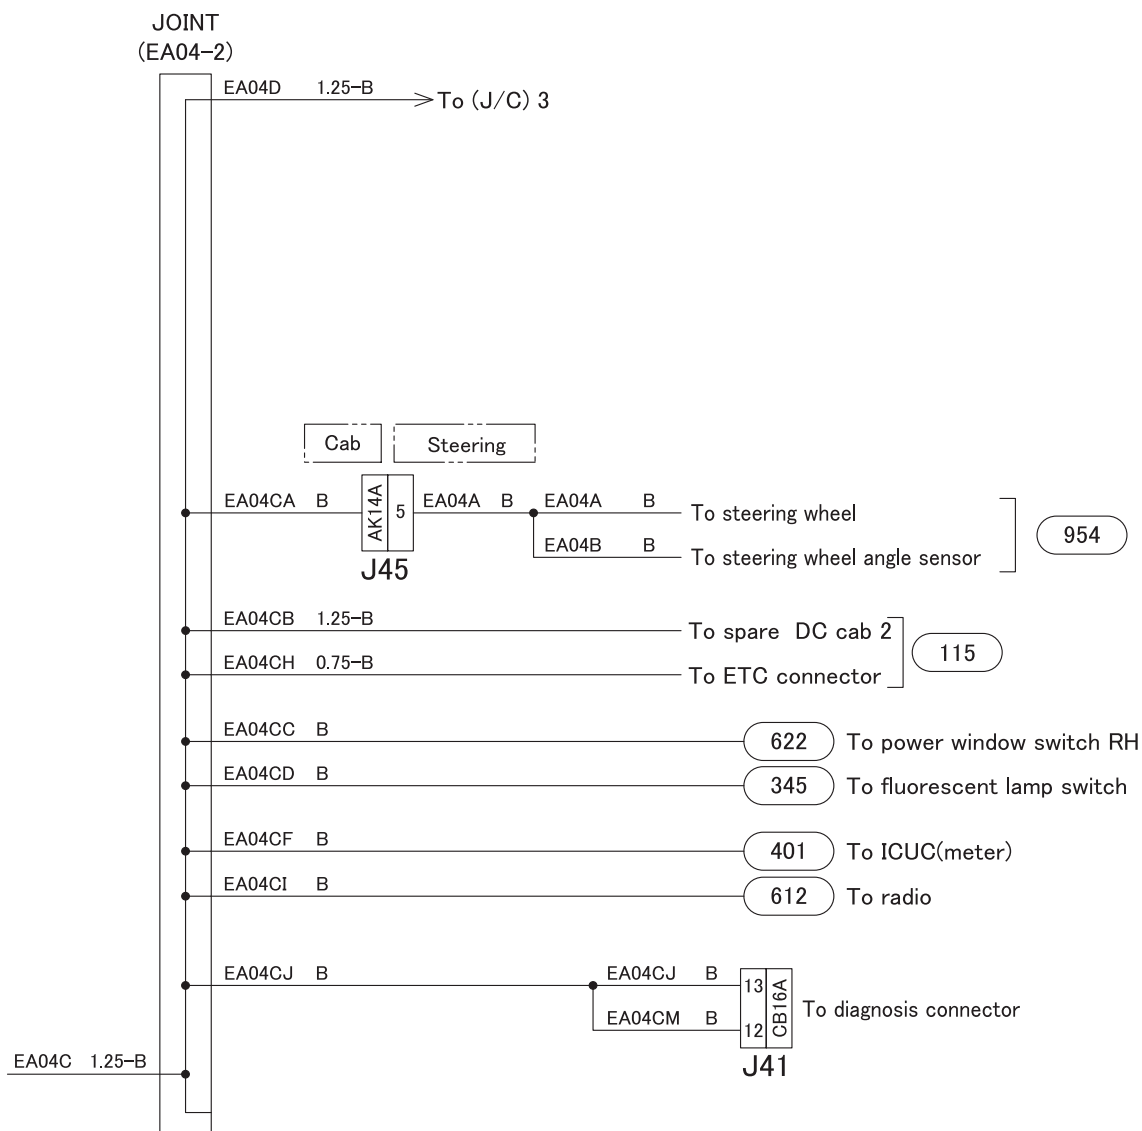 JOINT
(EA04-2)
EA04D 1.25-B
To (J/C) 3
Cab Steering
EA04CA B AK14A 5 EA04A B EA04A B To steering wheel
954
EA04B B To steering wheel angle sensor
J45
EA04CB 1.25-B To spare DC cab 2
115
EA04CH 0.75-B To ETC connector
EA04CC B 622 To power window switch RH
EA04CD B 345 To fluorescent lamp switch
EA04CF B 401 To ICUC(meter)
EA04CI B 612 To radio
EA04CJ B EA04CJ B 13 CB16A To diagnosis connector
EA04CM B 12
J41
EA04C 1.25-B